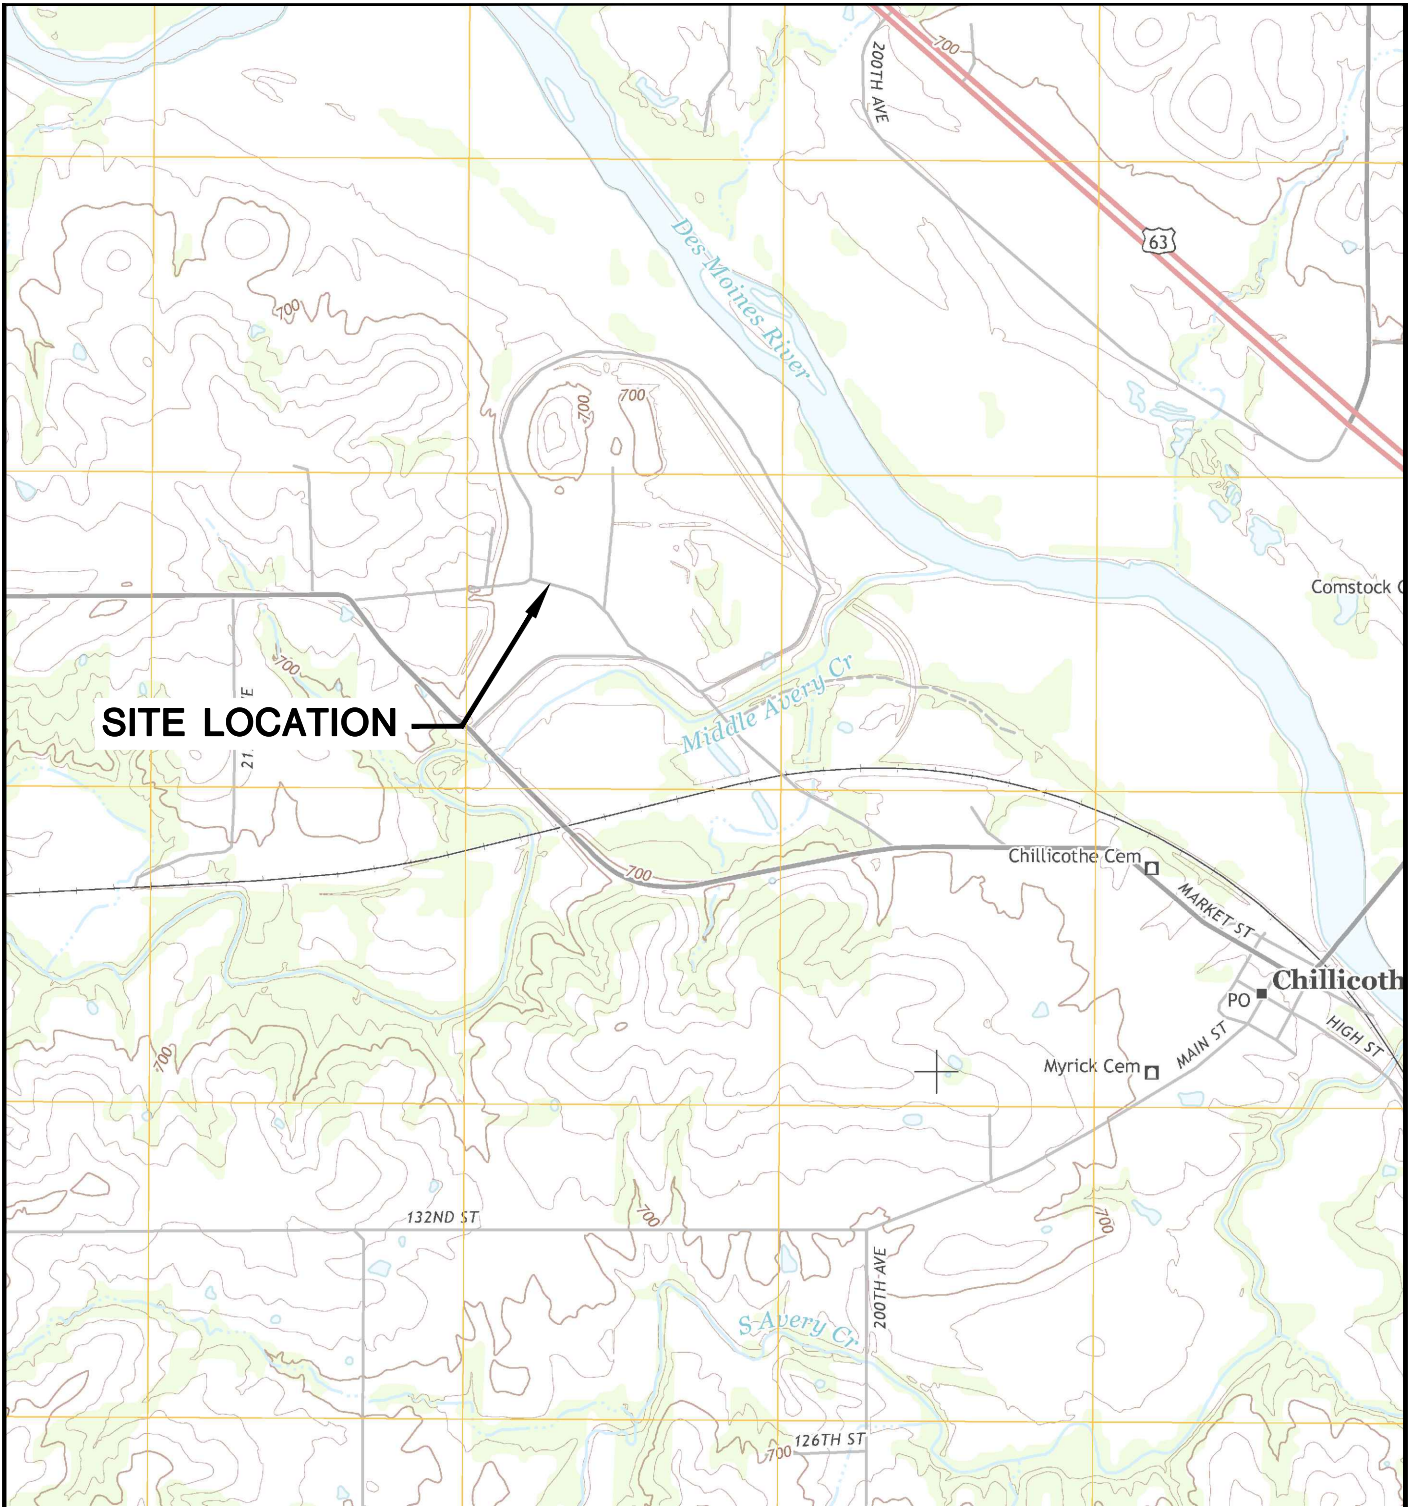 700
200TH AVE
63
Des Moines River
700
700
700
Comstock
700
Middle Avery Cr
SITE LOCATION
21
E
700
Chillicothe Cem
MARKET ST
Chillicoth
PO
HIGH ST
MAIN ST
700
Myrick Cem
132ND ST
700
700
200TH AVE
S Avery Cr
126TH ST
700